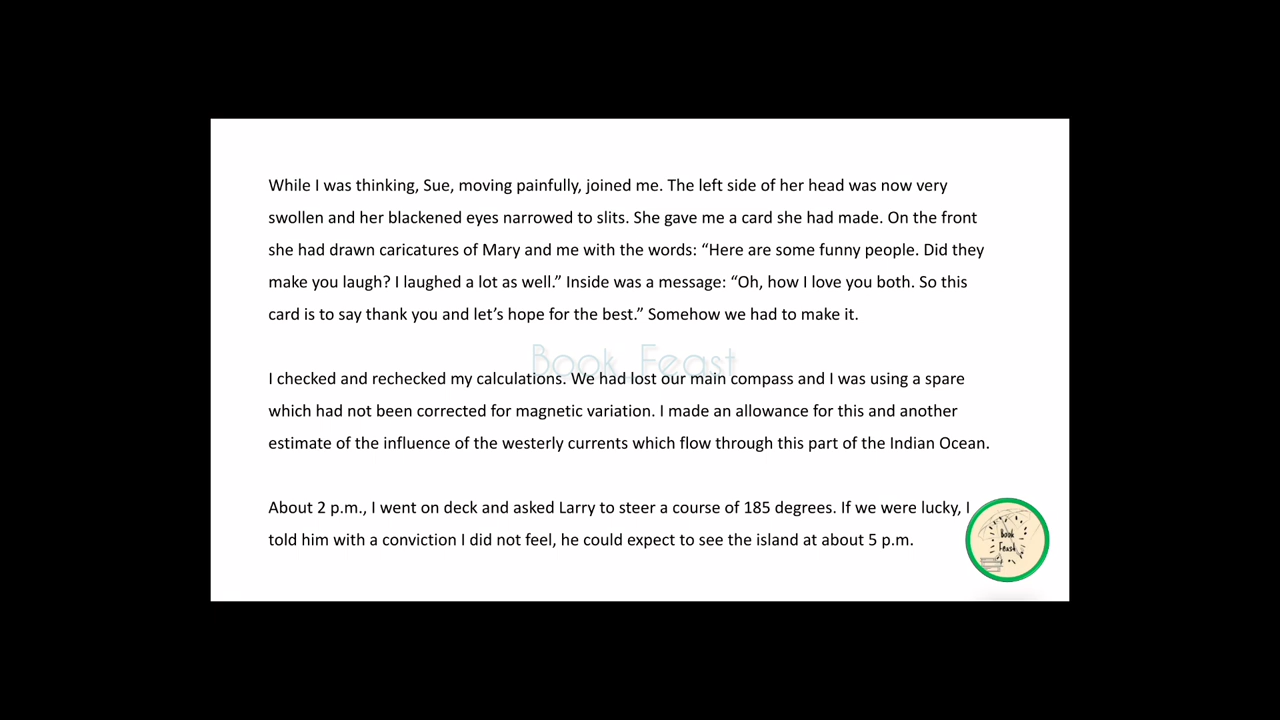 While I was thinking, Sue, moving painfully, joined me. The left side of her head was now very
swollen and her blackened eyes narrowed to slits. She gave me a card she had made. On the front
she had drawn caricatures of Mary and me with the words: “Here are some funny people. Did they
make you laugh? I laughed a lot as well.” Inside was a message: “Oh, how I love you both. So this
card is to say thank you and let’s hope for the best.” Somehow we had to make it.
Book Feast
I checked and rechecked my calculations. We had lost our main compass and I was using a spare
which had not been corrected for magnetic variation. I made an allowance for this and another
estimate of the influence of the westerly currents which flow through this part of the Indian Ocean.
About 2 p.m., I went on deck and asked Larry to steer a course of 185 degrees. If we were lucky, I
told him with a conviction I did not feel, he could expect to see the island at about 5 p.m.
Book
Feast